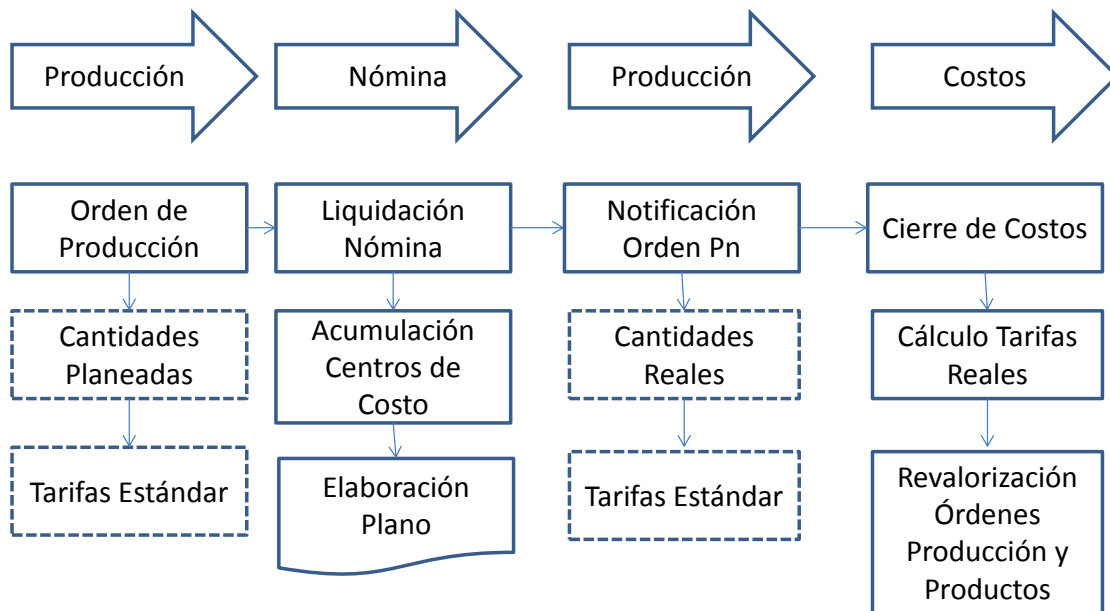 Producción
Nómina
Producción
Costos
Orden de
Producción
Liquidación
Nómina
Notificación
Orden Pn
Cierre de Costos
Cantidades
Planeadas
Acumulación
Centros de
Costo
Cantidades
Reales
Cálculo Tarifas
Reales
Tarifas Estándar
Elaboración
Plano
Tarifas Estándar
Revalorización
Órdenes
Producción y
Productos